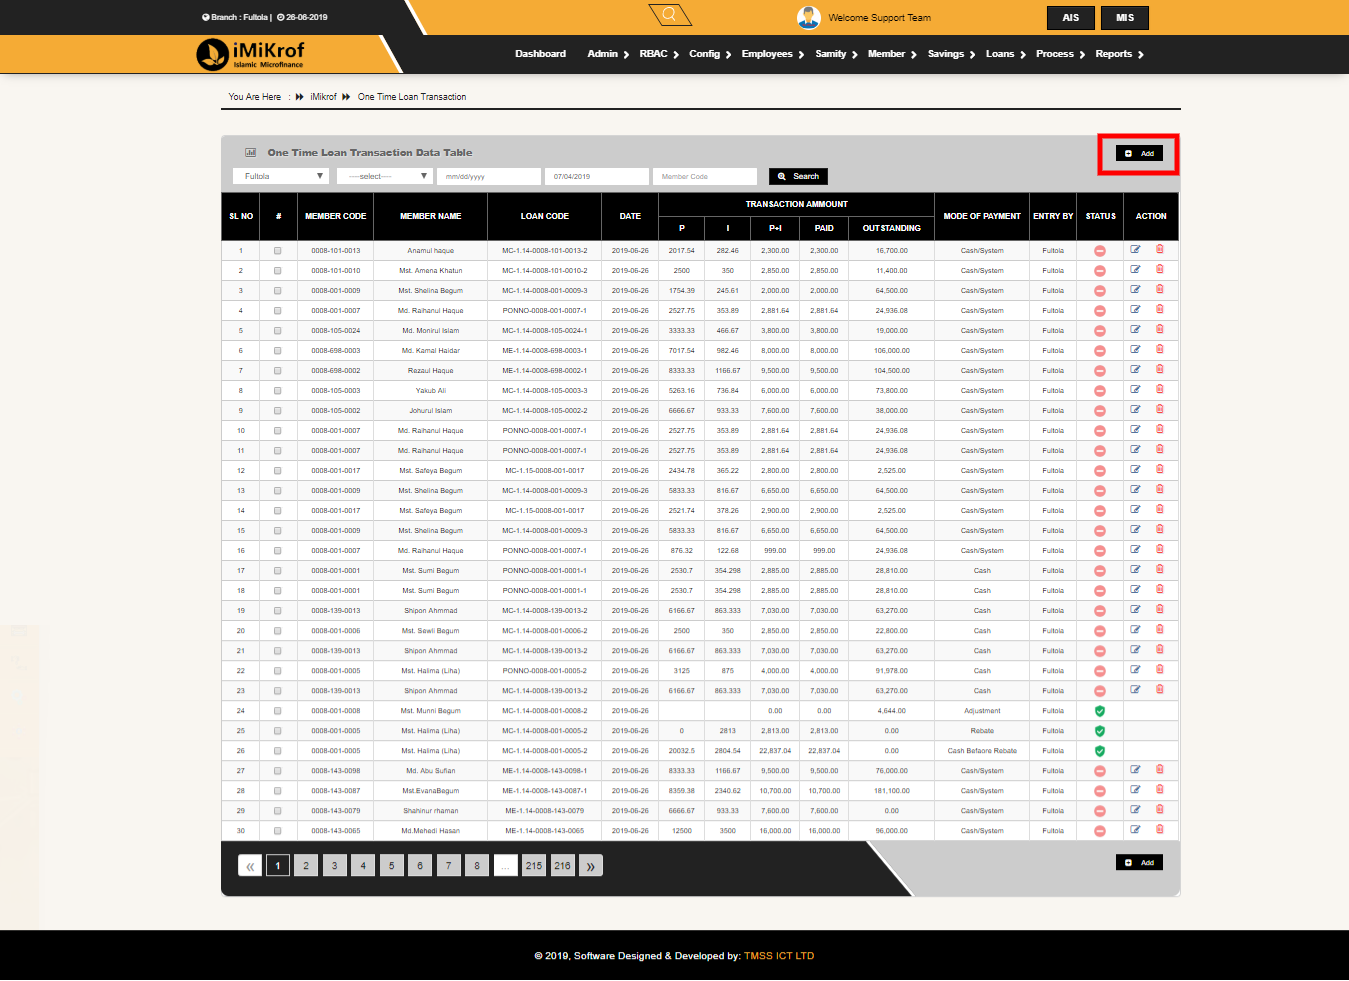 Branch : Fultola | 26-06-2019
Welcome Support Team
AIS MIS
iMiKrof
Islamic Microfinance
Dashboard Admin RBAC Config Employees Samity Member Savings Loans Process Reports
You Are Here : iMikrof One Time Loan Transaction
One Time Loan Transaction Data Table
Add
Fultola ----select---- mm/dd/yyyy 07/04/2019 Member Code Search
SL NO # MEMBER CODE MEMBER NAME LOAN CODE DATE TRANSACTION AMMOUNT MODE OF PAYMENT ENTRY BY STATUS ACTION
P I P+I PAID OUTSTANDING
1 0008-101-0013 Anamul haque MC-1.14-0008-101-0013-2 2019-06-26 2017.54 282.46 2,300.00 2,300.00 16,700.00 Cash/System Fultola
2 0008-101-0010 Mst. Amena Khatun MC-1.14-0008-101-0010-2 2019-06-26 2500 350 2,850.00 2,850.00 11,400.00 Cash/System Fultola
3 0008-001-0009 Mst. Shelina Begum MC-1.14-0008-001-0009-3 2019-06-26 1754.39 245.61 2,000.00 2,000.00 64,500.00 Cash/System Fultola
4 0008-001-0007 Md. Raihanul Haque PONNO-0008-001-0007-1 2019-06-26 2527.75 353.89 2,881.64 2,881.64 24,936.08 Cash/System Fultola
5 0008-105-0024 Md. Monirul Islam MC-1.14-0008-105-0024-1 2019-06-26 3333.33 466.67 3,800.00 3,800.00 19,000.00 Cash/System Fultola
6 0008-698-0003 Md. Kamal Haidar ME-1.14-0008-698-0003-1 2019-06-26 7017.54 982.46 8,000.00 8,000.00 106,000.00 Cash/System Fultola
7 0008-698-0002 Rezaul Haque ME-1.14-0008-698-0002-1 2019-06-26 8333.33 1166.67 9,500.00 9,500.00 104,500.00 Cash/System Fultola
8 0008-105-0003 Yakub Ali MC-1.14-0008-105-0003-3 2019-06-26 5263.16 736.84 6,000.00 6,000.00 73,800.00 Cash/System Fultola
9 0008-105-0002 Johurul Islam MC-1.14-0008-105-0002-2 2019-06-26 6666.67 933.33 7,600.00 7,600.00 38,000.00 Cash/System Fultola
10 0008-001-0007 Md. Raihanul Haque PONNO-0008-001-0007-1 2019-06-26 2527.75 353.89 2,881.64 2,881.64 24,936.08 Cash/System Fultola
11 0008-001-0007 Md. Raihanul Haque PONNO-0008-001-0007-1 2019-06-26 2527.75 353.89 2,881.64 2,881.64 24,936.08 Cash/System Fultola
12 0008-001-0017 Mst. Safeya Begum MC-1.15-0008-001-0017 2019-06-26 2434.78 365.22 2,800.00 2,800.00 2,525.00 Cash/System Fultola
13 0008-001-0009 Mst. Shelina Begum MC-1.14-0008-001-0009-3 2019-06-26 5833.33 816.67 6,650.00 6,650.00 64,500.00 Cash/System Fultola
14 0008-001-0017 Mst. Safeya Begum MC-1.15-0008-001-0017 2019-06-26 2521.74 378.26 2,900.00 2,900.00 2,525.00 Cash/System Fultola
15 0008-001-0009 Mst. Shelina Begum MC-1.14-0008-001-0009-3 2019-06-26 5833.33 816.67 6,650.00 6,650.00 64,500.00 Cash/System Fultola
16 0008-001-0007 Md. Raihanul Haque PONNO-0008-001-0007-1 2019-06-26 876.32 122.68 999.00 999.00 24,936.08 Cash/System Fultola
17 0008-001-0001 Mst. Sumi Begum PONNO-0008-001-0001-1 2019-06-26 2530.7 354.298 2,885.00 2,885.00 28,810.00 Cash Fultola
18 0008-001-0001 Mst. Sumi Begum PONNO-0008-001-0001-1 2019-06-26 2530.7 354.298 2,885.00 2,885.00 28,810.00 Cash Fultola
19 0008-139-0013 Shipon Ahmmad MC-1.14-0008-139-0013-2 2019-06-26 6166.67 863.333 7,030.00 7,030.00 63,270.00 Cash Fultola
20 0008-001-0006 Mst. Sewli Begum MC-1.14-0008-001-0006-2 2019-06-26 2500 350 2,850.00 2,850.00 22,800.00 Cash Fultola
21 0008-139-0013 Shipon Ahmmad MC-1.14-0008-139-0013-2 2019-06-26 6166.67 863.333 7,030.00 7,030.00 63,270.00 Cash Fultola
22 0008-001-0005 Mst. Halima (Liha) PONNO-0008-001-0005-2 2019-06-26 3125 875 4,000.00 4,000.00 91,978.00 Cash Fultola
23 0008-139-0013 Shipon Ahmmad MC-1.14-0008-139-0013-2 2019-06-26 6166.67 863.333 7,030.00 7,030.00 63,270.00 Cash Fultola
24 0008-001-0008 Mst. Munni Begum MC-1.14-0008-001-0008-2 2019-06-26 0.00 0.00 4,644.00 Adjustment Fultola
25 0008-001-0005 Mst. Halima (Liha) MC-1.14-0008-001-0005-2 2019-06-26 0 2813 2,813.00 2,813.00 0.00 Rebate Fultola
26 0008-001-0005 Mst. Halima (Liha) MC-1.14-0008-001-0005-2 2019-06-26 20032.5 2804.54 22,837.04 22,837.04 0.00 Cash Befaore Rebate Fultola
27 0008-143-0098 Md. Abu Sufian ME-1.14-0008-143-0098-1 2019-06-26 8333.33 1166.67 9,500.00 9,500.00 76,000.00 Cash/System Fultola
28 0008-143-0087 Mst.EvanaBegum ME-1.14-0008-143-0087-1 2019-06-26 8359.38 2340.62 10,700.00 10,700.00 181,100.00 Cash/System Fultola
29 0008-143-0079 Shahinur rhaman ME-1.14-0008-143-0079 2019-06-26 6666.67 933.33 7,600.00 7,600.00 0.00 Cash/System Fultola
30 0008-143-0065 Md.Mehedi Hasan ME-1.14-0008-143-0065 2019-06-26 12500 3500 16,000.00 16,000.00 96,000.00 Cash/System Fultola
« 1 2 3 4 5 6 7 8 ... 215 216 »
Add
© 2019, Software Designed & Developed by: TMSS ICT LTD